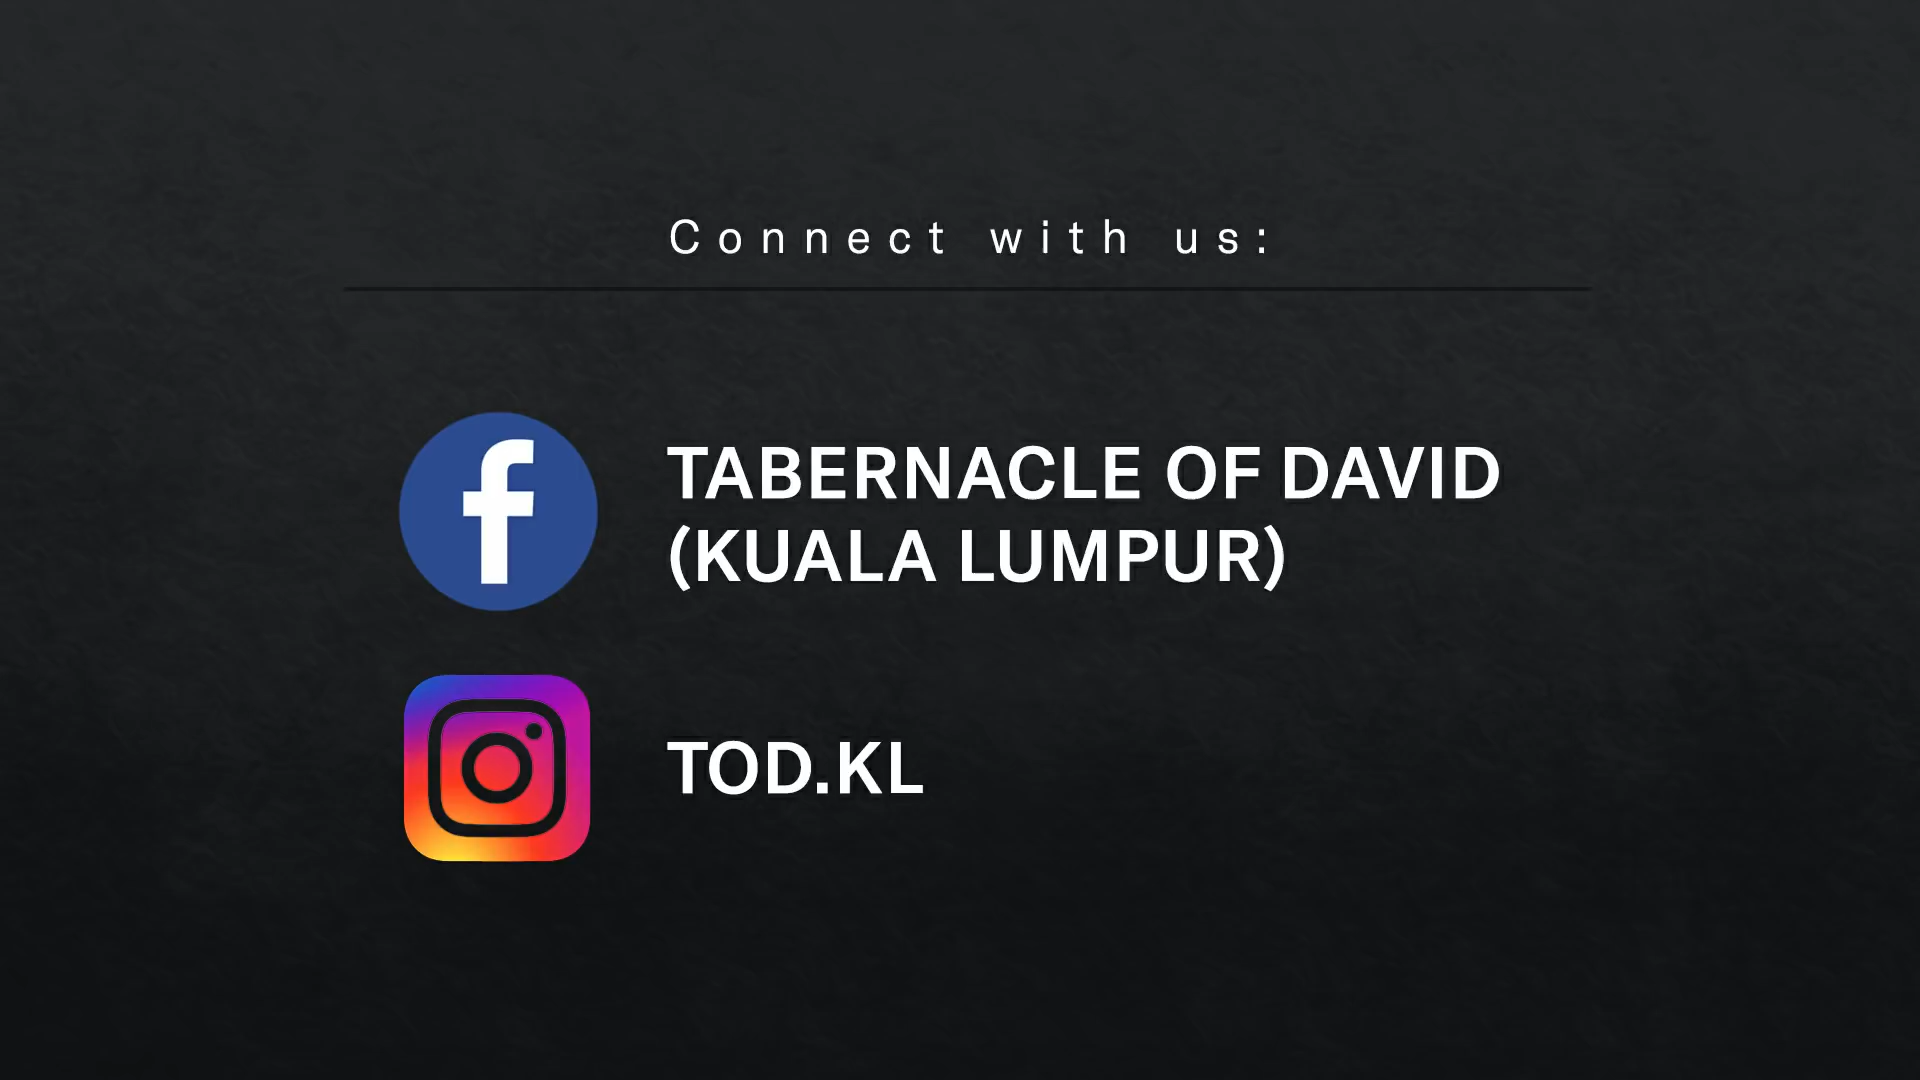 Connect with us:
TABERNACLE OF DAVID
(KUALA LUMPUR)
TOD.KL